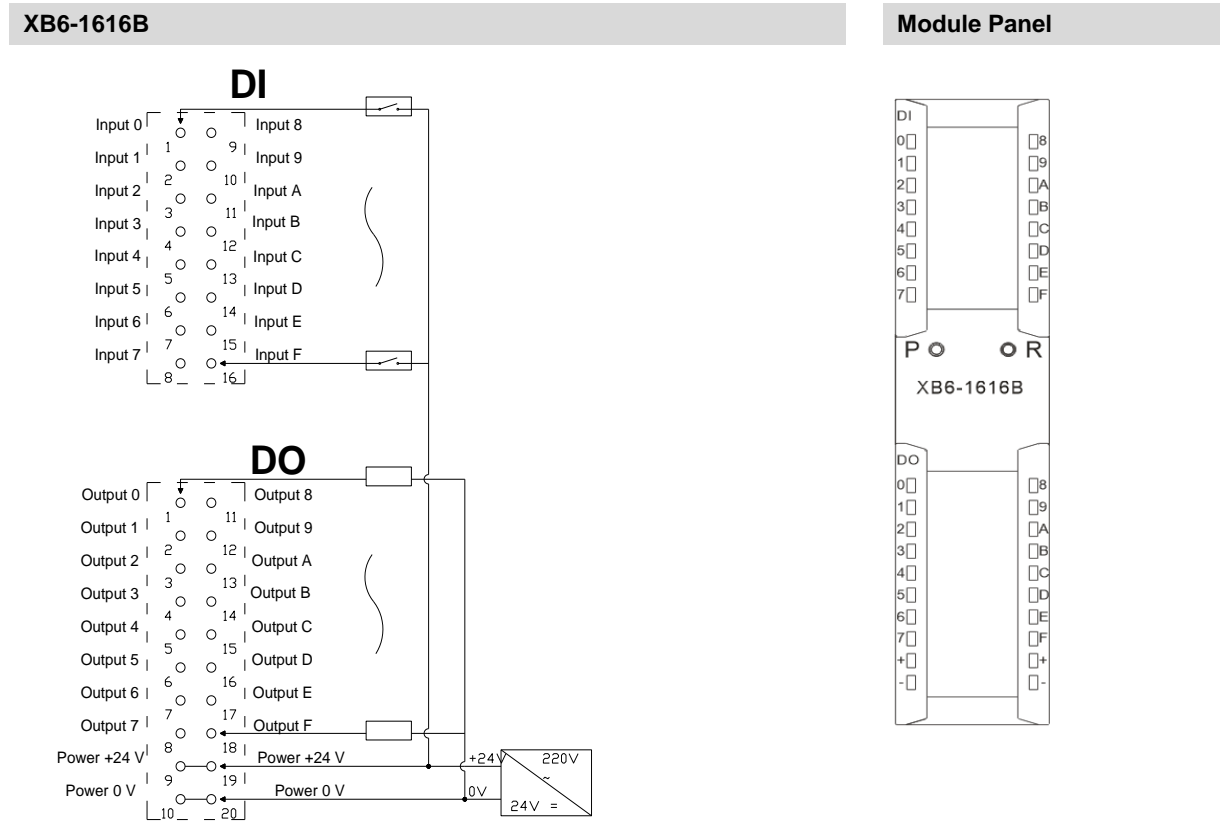 XB6-1616B
Module Panel
DI
Input 0
Input 8
1
9
Input 1
Input 9
2
10
Input 2
Input A
3
11
Input 3
Input B
4
12
Input 4
Input C
5
13
Input 5
Input D
6
14
Input 6
Input E
7
15
Input 7
Input F
8
16
DO
Output 0
Output 8
1
11
Output 1
Output 9
2
12
Output 2
Output A
3
13
Output 3
Output B
4
14
Output 4
Output C
5
15
Output 5
Output D
6
16
Output 6
Output E
7
17
Output 7
Output F
8
18
Power +24 V
Power +24 V
+24V
220V
~
9
19
Power 0 V
Power 0 V
0V
24V =
10
20
DI
0
8
1
9
2
A
3
B
4
C
5
D
6
E
7
F
P
R
XB6-1616B
DO
0
8
1
9
2
A
3
B
4
C
5
D
6
E
7
F
+
+
-
-